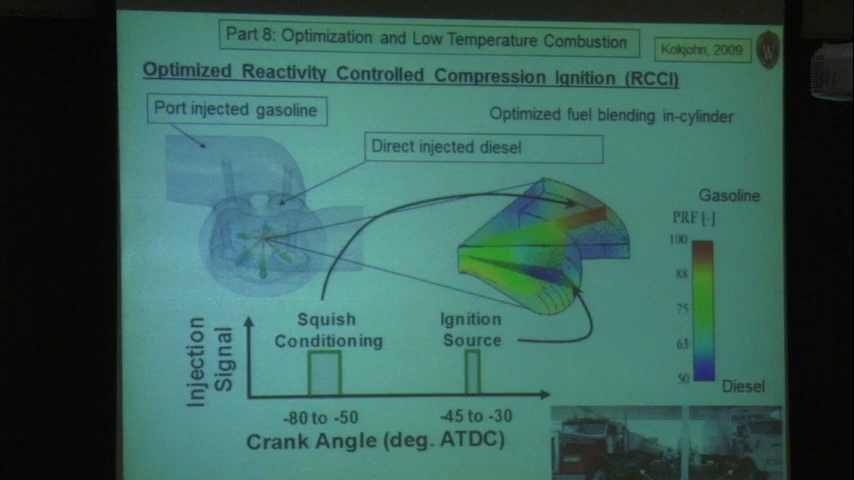 Part 8: Optimization and Low Temperature Combustion
Kokjohn, 2009
W
Optimized Reactivity Controlled Compression Ignition (RCCI)
Port injected gasoline
Optimized fuel blending in-cylinder
Direct injected diesel
Gasoline
PRF [-]
100
88
75
63
50
Diesel
Squish
Conditioning
Ignition
Source
Injection
Signal
-80 to -50
-45 to -30
Crank Angle (deg. ATDC)